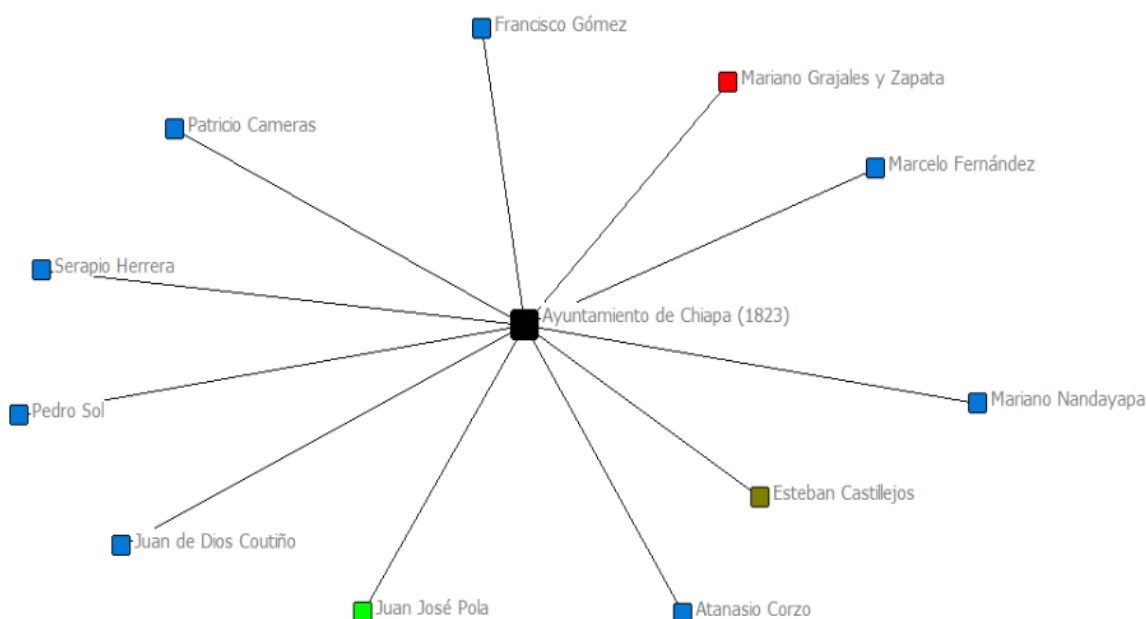 Francisco Gómez
Mariano Grajales y Zapata
Patricio Cameras
Marcelo Fernández
Serapio Herrera
Ayuntamiento de Chiapa (1823)
Mariano Nandayapa
Pedro Sol
Esteban Castillejos
Juan de Dios Coutiño
Juan José Pola
Atanasio Corzo